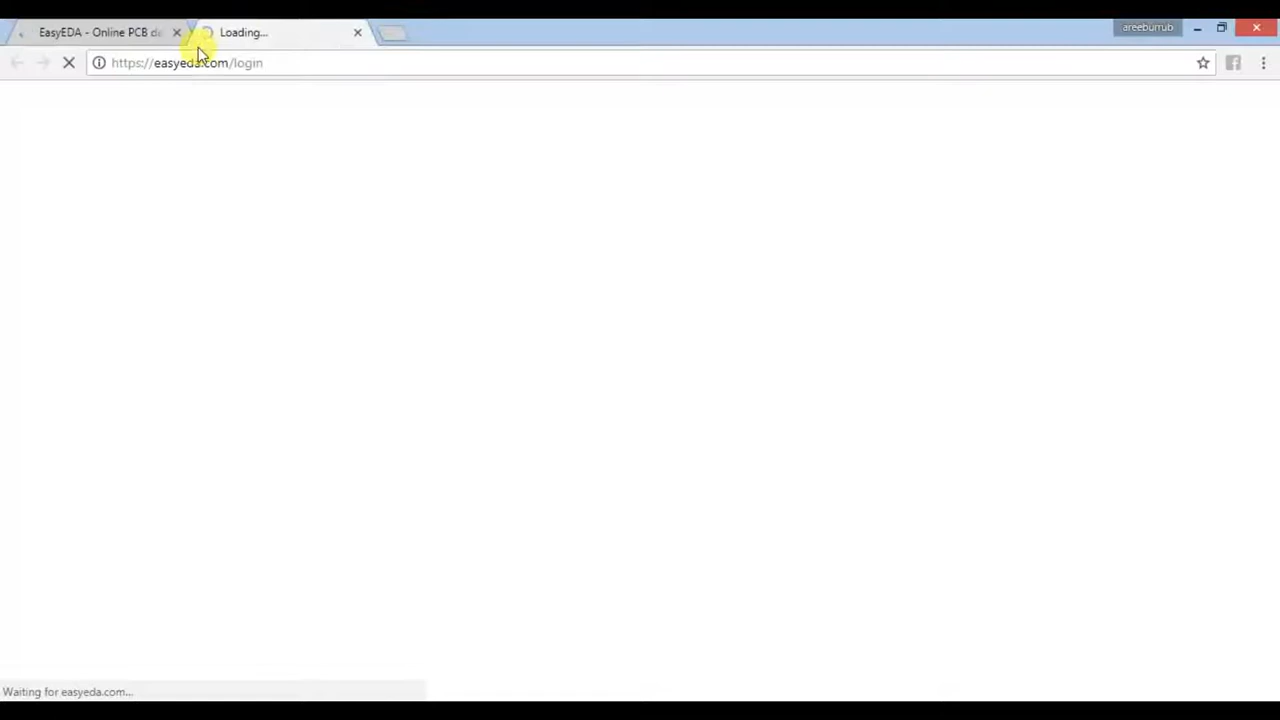 EasyEDA - Online PCB de
Loading...
areeburrub
https://easyeda.com/login
Waiting for easyeda.com...